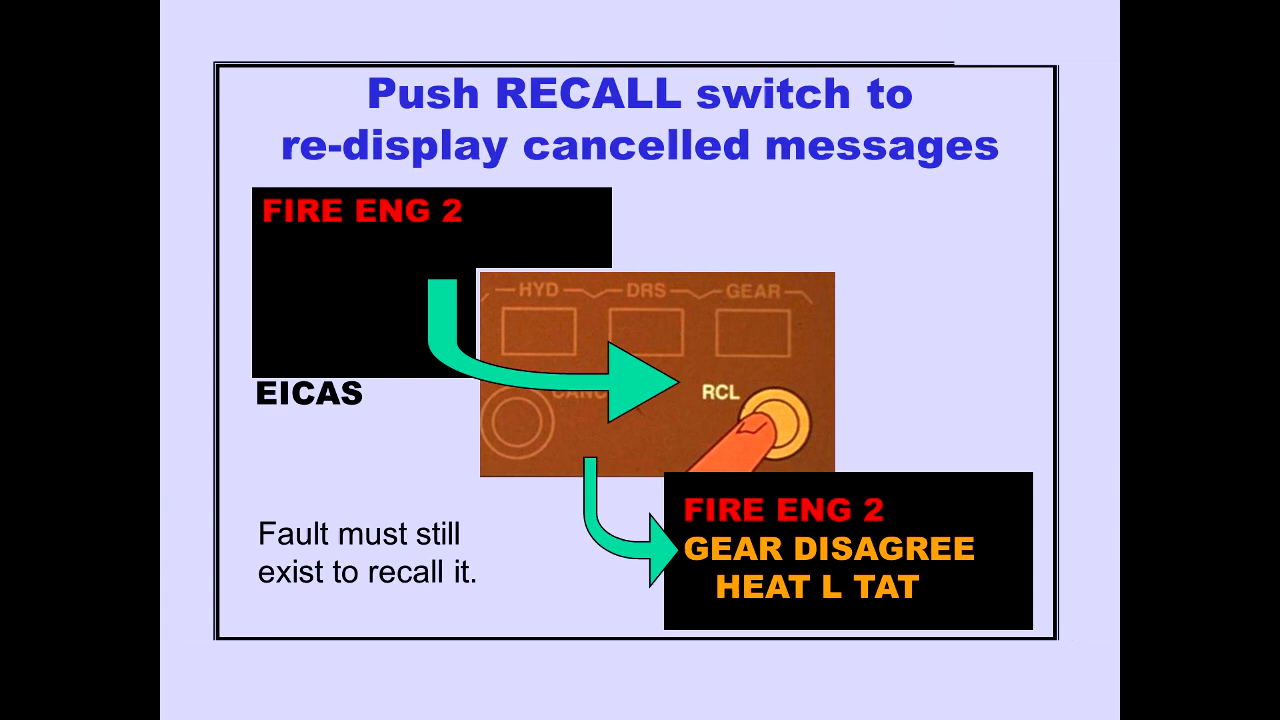 Push RECALL switch to
re-display cancelled messages
FIRE ENG 2
HYD DRS GEAR
EICAS
CANC
RCL
FIRE ENG 2
GEAR DISAGREE
HEAT L TAT
Fault must still
exist to recall it.